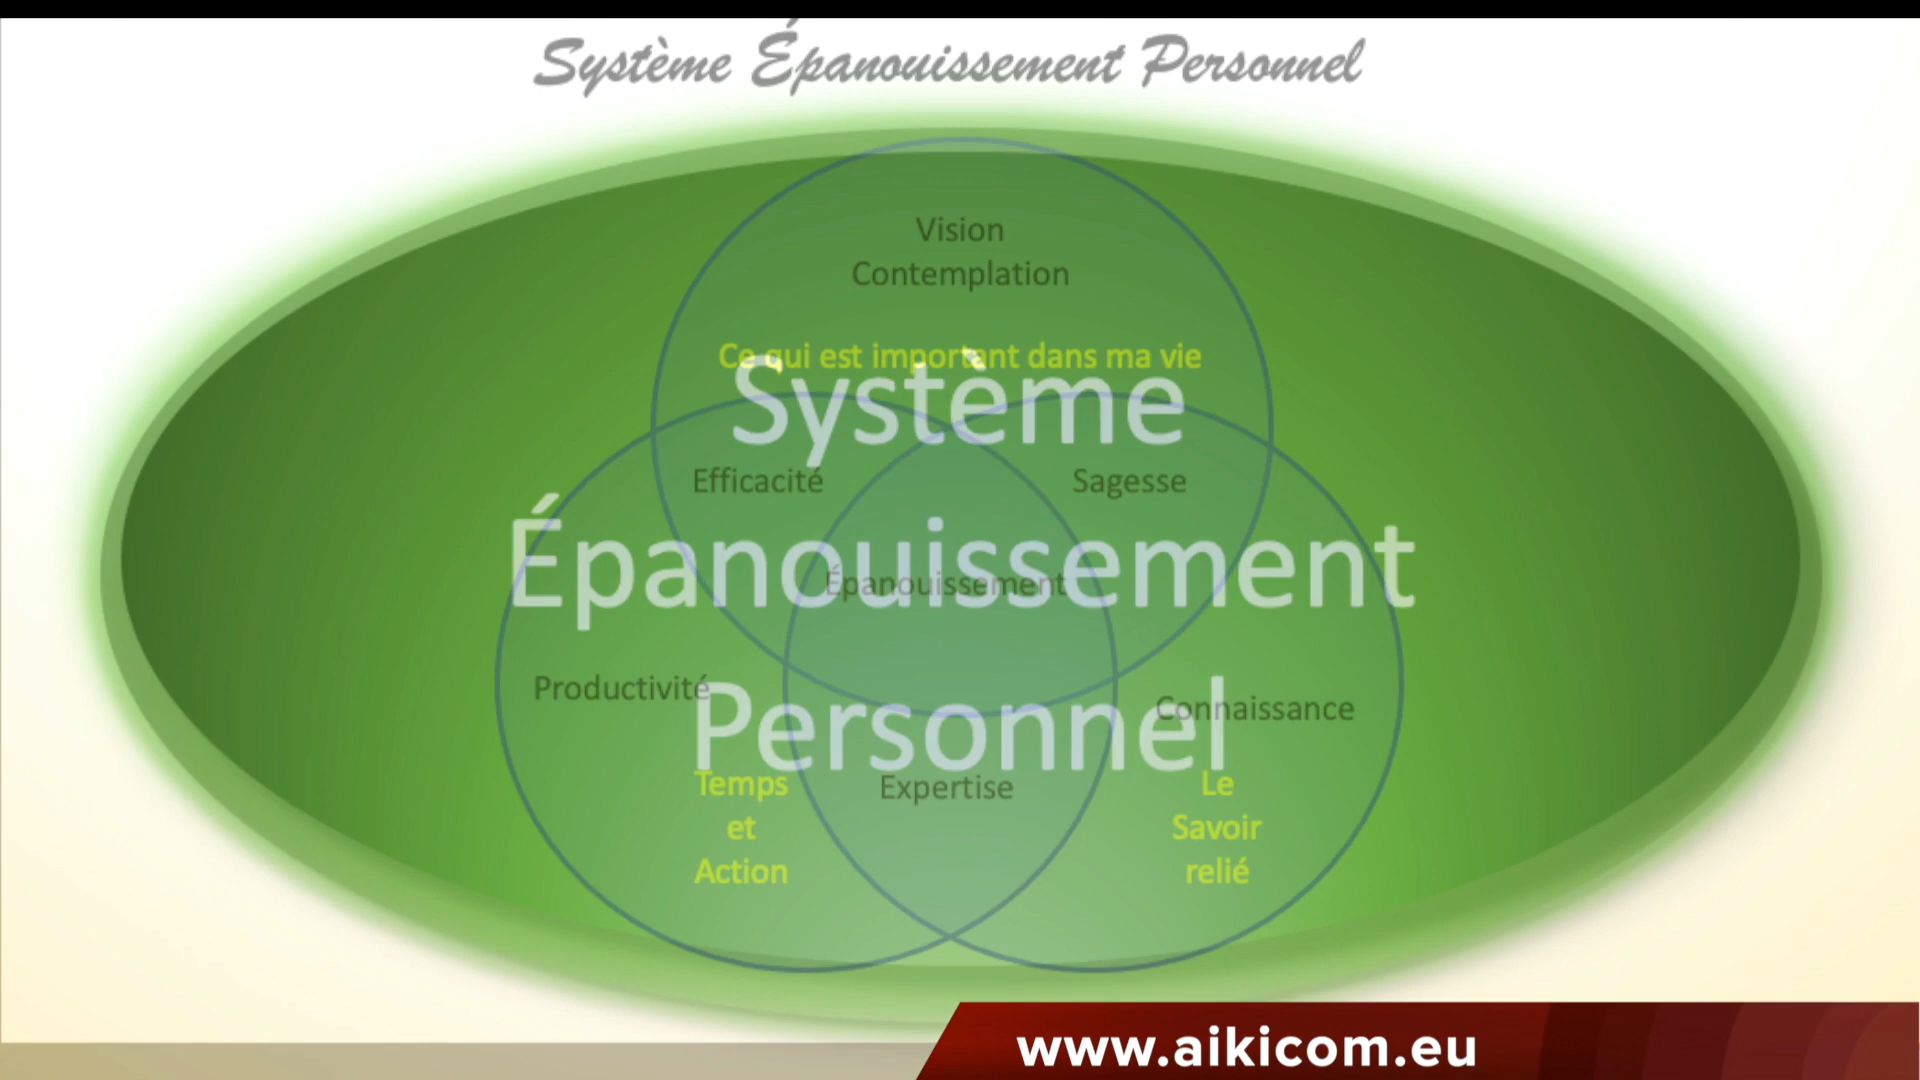 Système Épanouissement Personnel
Vision
Contemplation
Ce qui est important dans ma vie
Système
Efficacité
Sagesse
Épanouissement
Épanouissement
Productivité
Personnel
Connaissance
Temps
et
Action
Expertise
Le
Savoir
relié
www.aikicom.eu